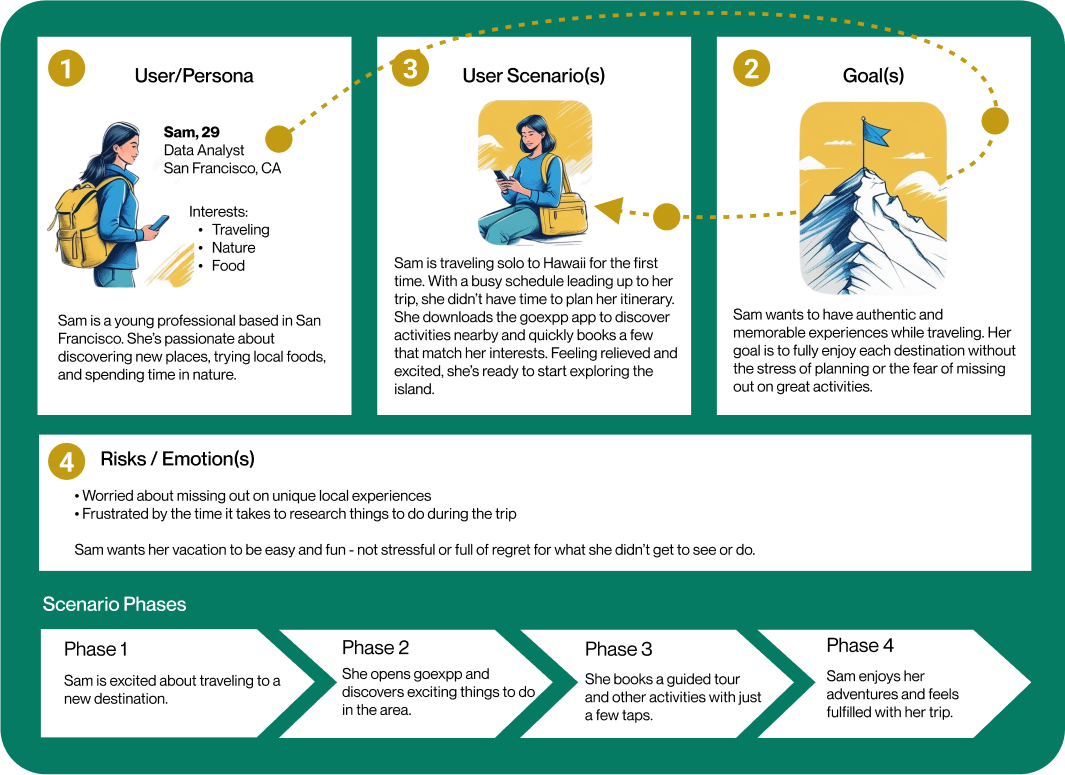 1
User/Persona
Sam, 29
Data Analyst
San Francisco, CA
Interests:
• Traveling
• Nature
• Food
Sam is a young professional based in San
Francisco. She’s passionate about
discovering new places, trying local foods,
and spending time in nature.
3
User Scenario(s)
Sam is traveling solo to Hawaii for the first
time. With a busy schedule leading up to her
trip, she didn’t have time to plan her itinerary.
She downloads the goexpp app to discover
activities nearby and quickly books a few
that match her interests. Feeling relieved and
excited, she’s ready to start exploring the
island.
2
Goal(s)
Sam wants to have authentic and
memorable experiences while traveling. Her
goal is to fully enjoy each destination without
the stress of planning or the fear of missing
out on great activities.
4
Risks / Emotion(s)
• Worried about missing out on unique local experiences
• Frustrated by the time it takes to research things to do during the trip
Sam wants her vacation to be easy and fun - not stressful or full of regret for what she didn’t get to see or do.
Scenario Phases
Phase 1
Sam is excited about traveling to a
new destination.
Phase 2
She opens goexpp and
discovers exciting things to do
in the area.
Phase 3
She books a guided tour
and other activities with just
a few taps.
Phase 4
Sam enjoys her
adventures and feels
fulfilled with her trip.